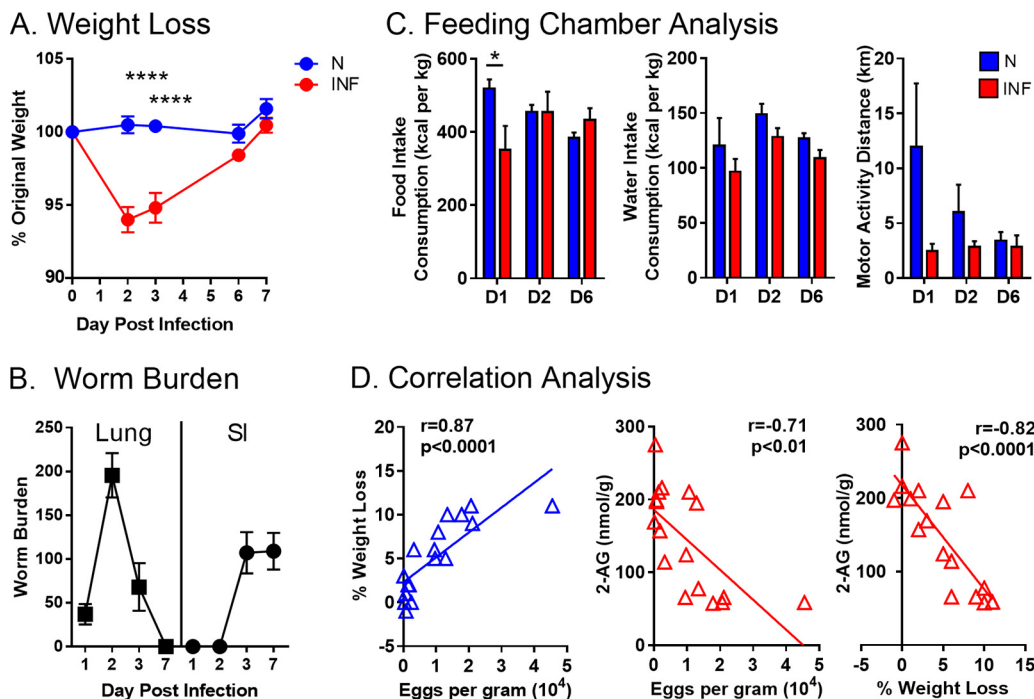 A. Weight Loss
105
100
95
90
% Original Weight
****
****
N
INF
0 1 2 3 4 5 6 7
Day Post Infection
C. Feeding Chamber Analysis
600
400
200
0
Food Intake
Consumption (kcal per kg)
*
D1 D2 D6
200
150
100
50
0
Water Intake
Consumption (kcal per kg)
D1 D2 D6
20
15
10
5
0
Motor Activity Distance (km)
N
INF
D1 D2 D6
B. Worm Burden
250
200
150
100
50
0
Worm Burden
Lung SI
1 2 3 7 1 2 3 7
Day Post Infection
D. Correlation Analysis
r=0.87
p<0.0001
20
15
10
5
0
% Weight Loss
0 1 2 3 4 5
Eggs per gram (10⁴)
r=-0.71
p<0.01
300
200
100
0
2-AG (nmol/g)
0 1 2 3 4 5
Eggs per gram (10⁴)
r=-0.82
p<0.0001
300
200
100
0
2-AG (nmol/g)
-5 0 5 10 15
% Weight Loss